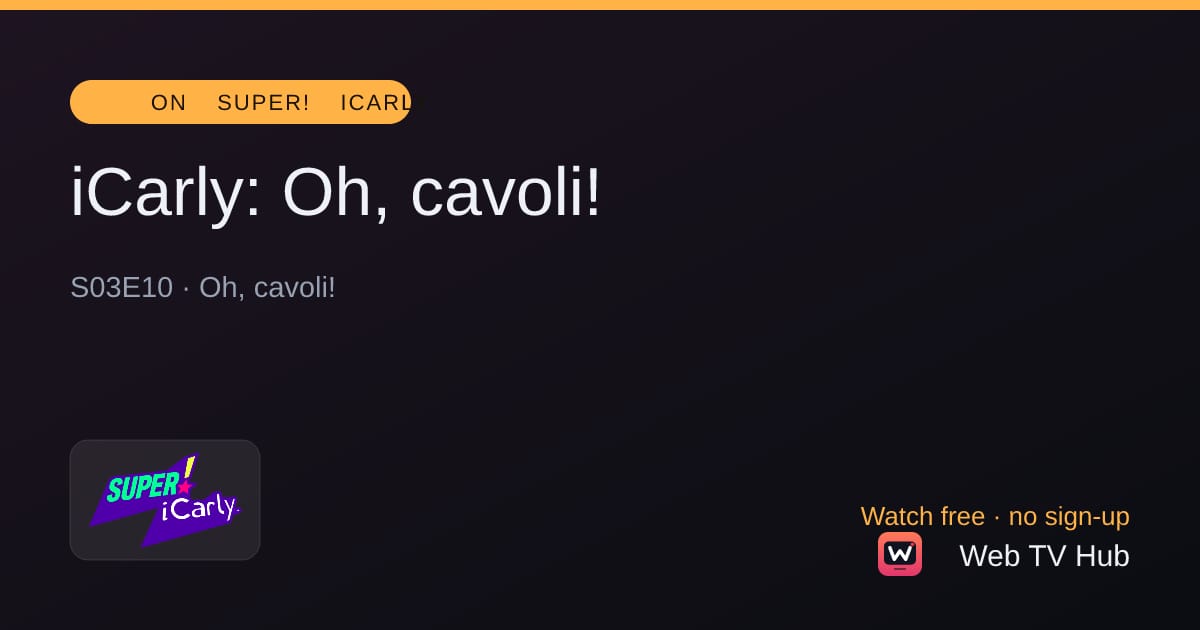 ON SUPER! ICARL
iCarly: Oh, cavoli!
S03E10 · Oh, cavoli!
SUPER!
iCarly
Watch free · no sign-up
W
Web TV Hub